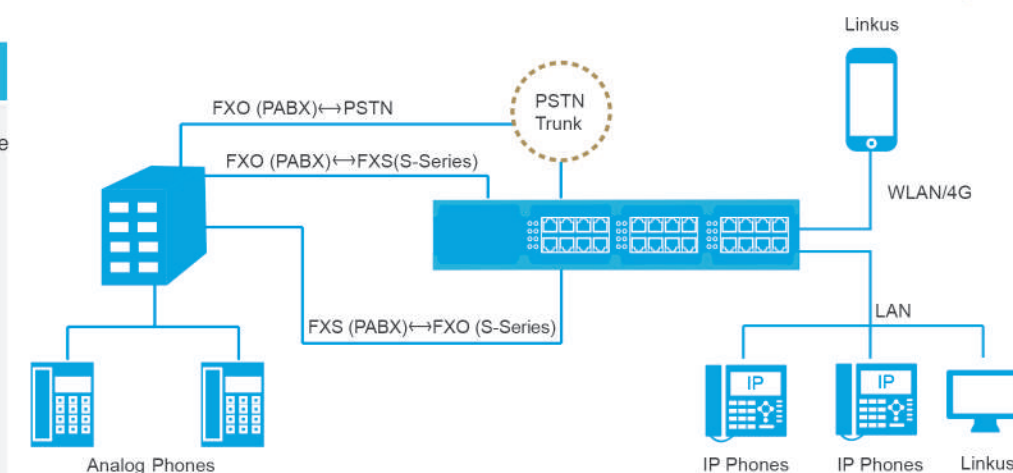 Linkus
PSTN
Trunk
FXO (PABX)↔PSTN
e
FXO (PABX)↔FXS(S-Series)
WLAN/4G
LAN
FXS (PABX)↔FXO (S-Series)
IP
IP
Analog Phones
IP Phones
IP Phones
Linkus